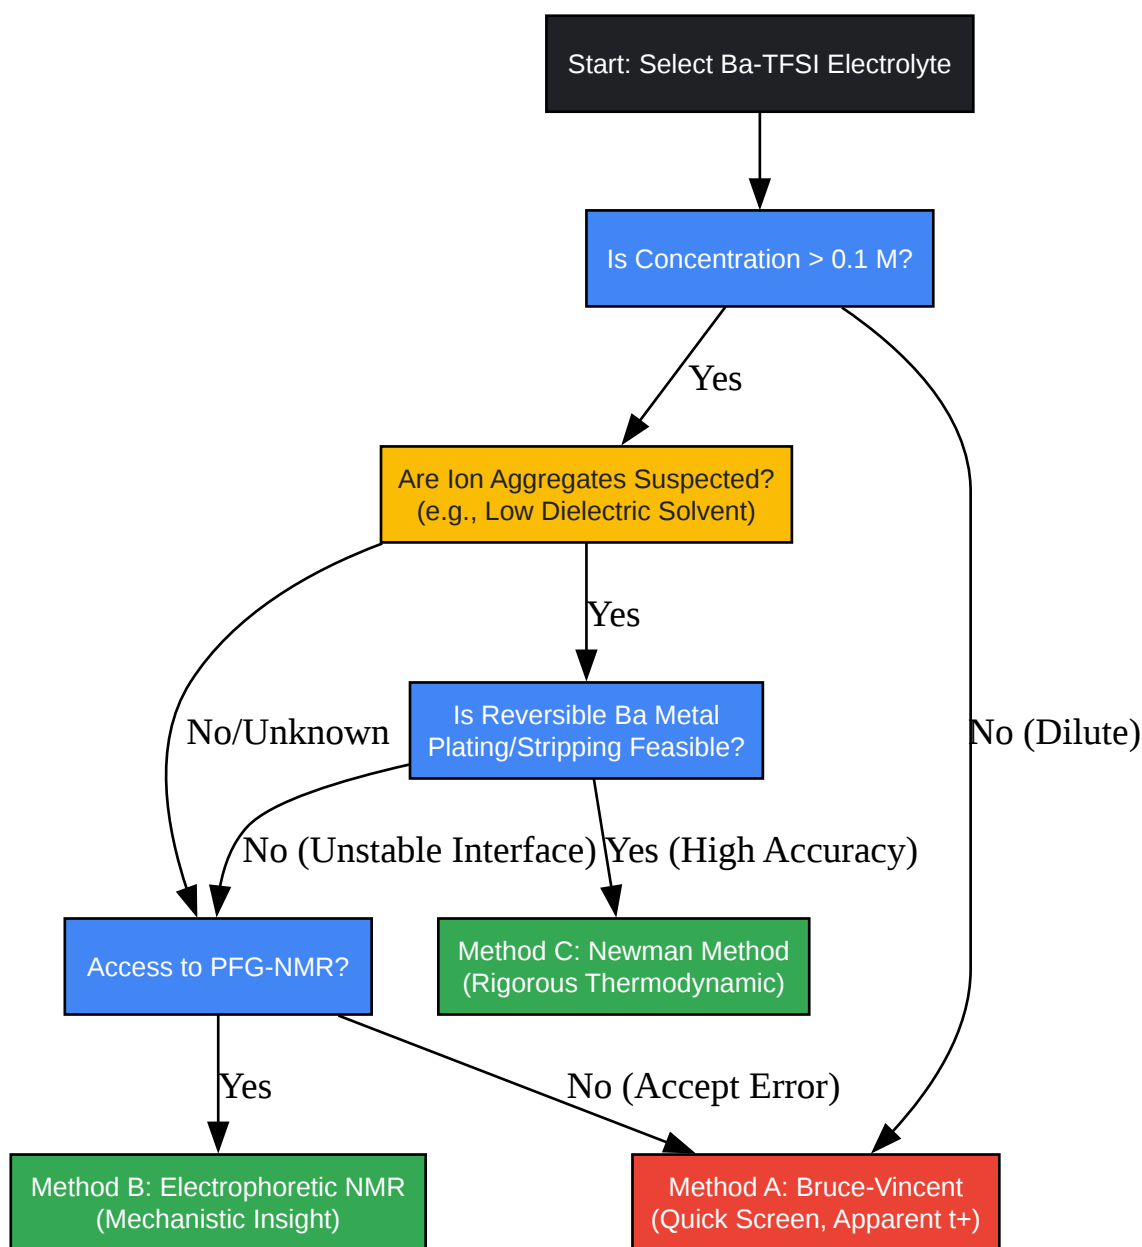 Start: Select Ba-TFSI Electrolyte
Is Concentration > 0.1 M?
Yes
Are Ion Aggregates Suspected?
(e.g., Low Dielectric Solvent)
Yes
Is Reversible Ba Metal
Plating/Stripping Feasible?
No/Unknown
No (Dilute)
No (Unstable Interface)
Yes (High Accuracy)
Access to PFG-NMR?
Method C: Newman Method
(Rigorous Thermodynamic)
Yes
No (Accept Error)
Method B: Electrophoretic NMR
(Mechanistic Insight)
Method A: Bruce-Vincent
(Quick Screen, Apparent t+)